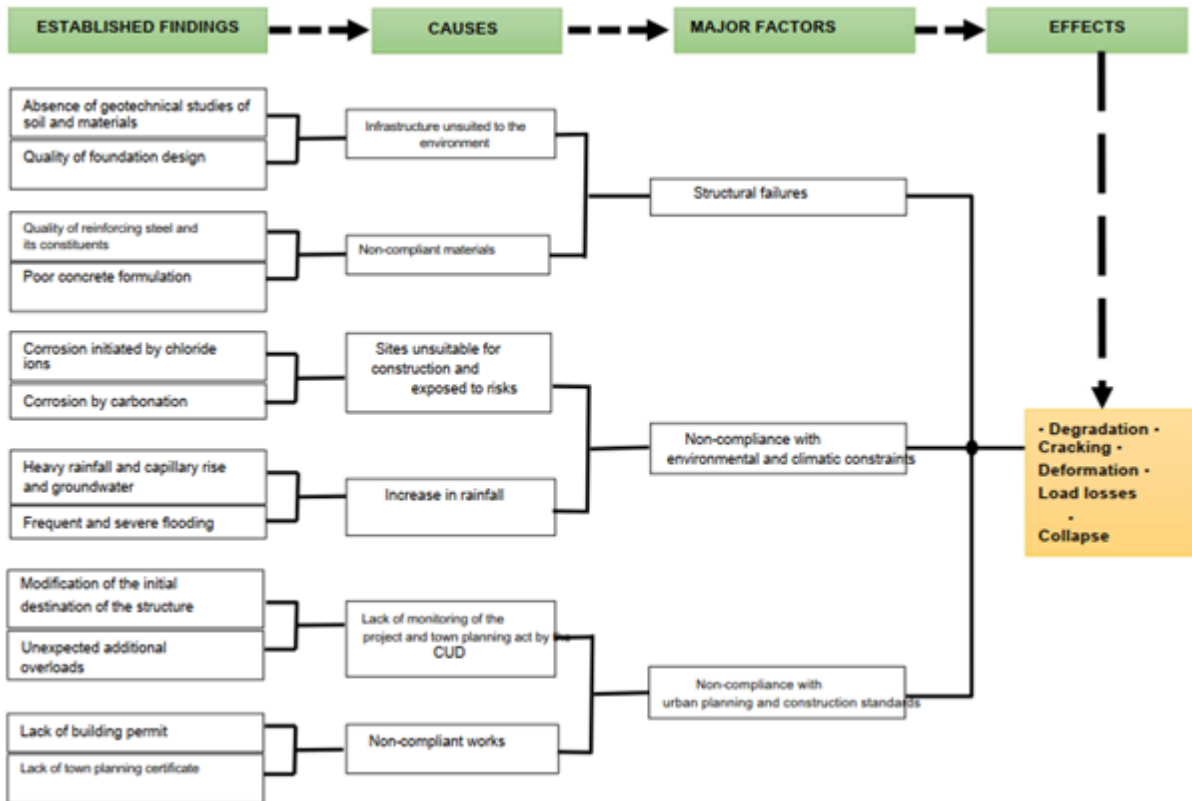 ESTABLISHED FINDINGS
CAUSES
MAJOR FACTORS
EFFECTS
Absence of geotechnical studies of
soil and materials
Quality of foundation design
Infrastructure unsuited to the
environment
Quality of reinforcing steel and
its constituents
Poor concrete formulation
Non-compliant materials
Structural failures
Corrosion initiated by chloride
ions
Corrosion by carbonation
Sites unsuitable for
construction and
exposed to risks
Heavy rainfall and capillary rise
and groundwater
Frequent and severe flooding
Increase in rainfall
Non-compliance with
environmental and climatic constraints
Modification of the initial
destination of the structure
Unexpected additional
overloads
Lack of monitoring of the
project and town planning act by the
CUD
Lack of building permit
Lack of town planning certificate
Non-compliant works
Non-compliance with
urban planning and construction standards
• Degradation •
Cracking •
Deformation •
Load losses
•
Collapse